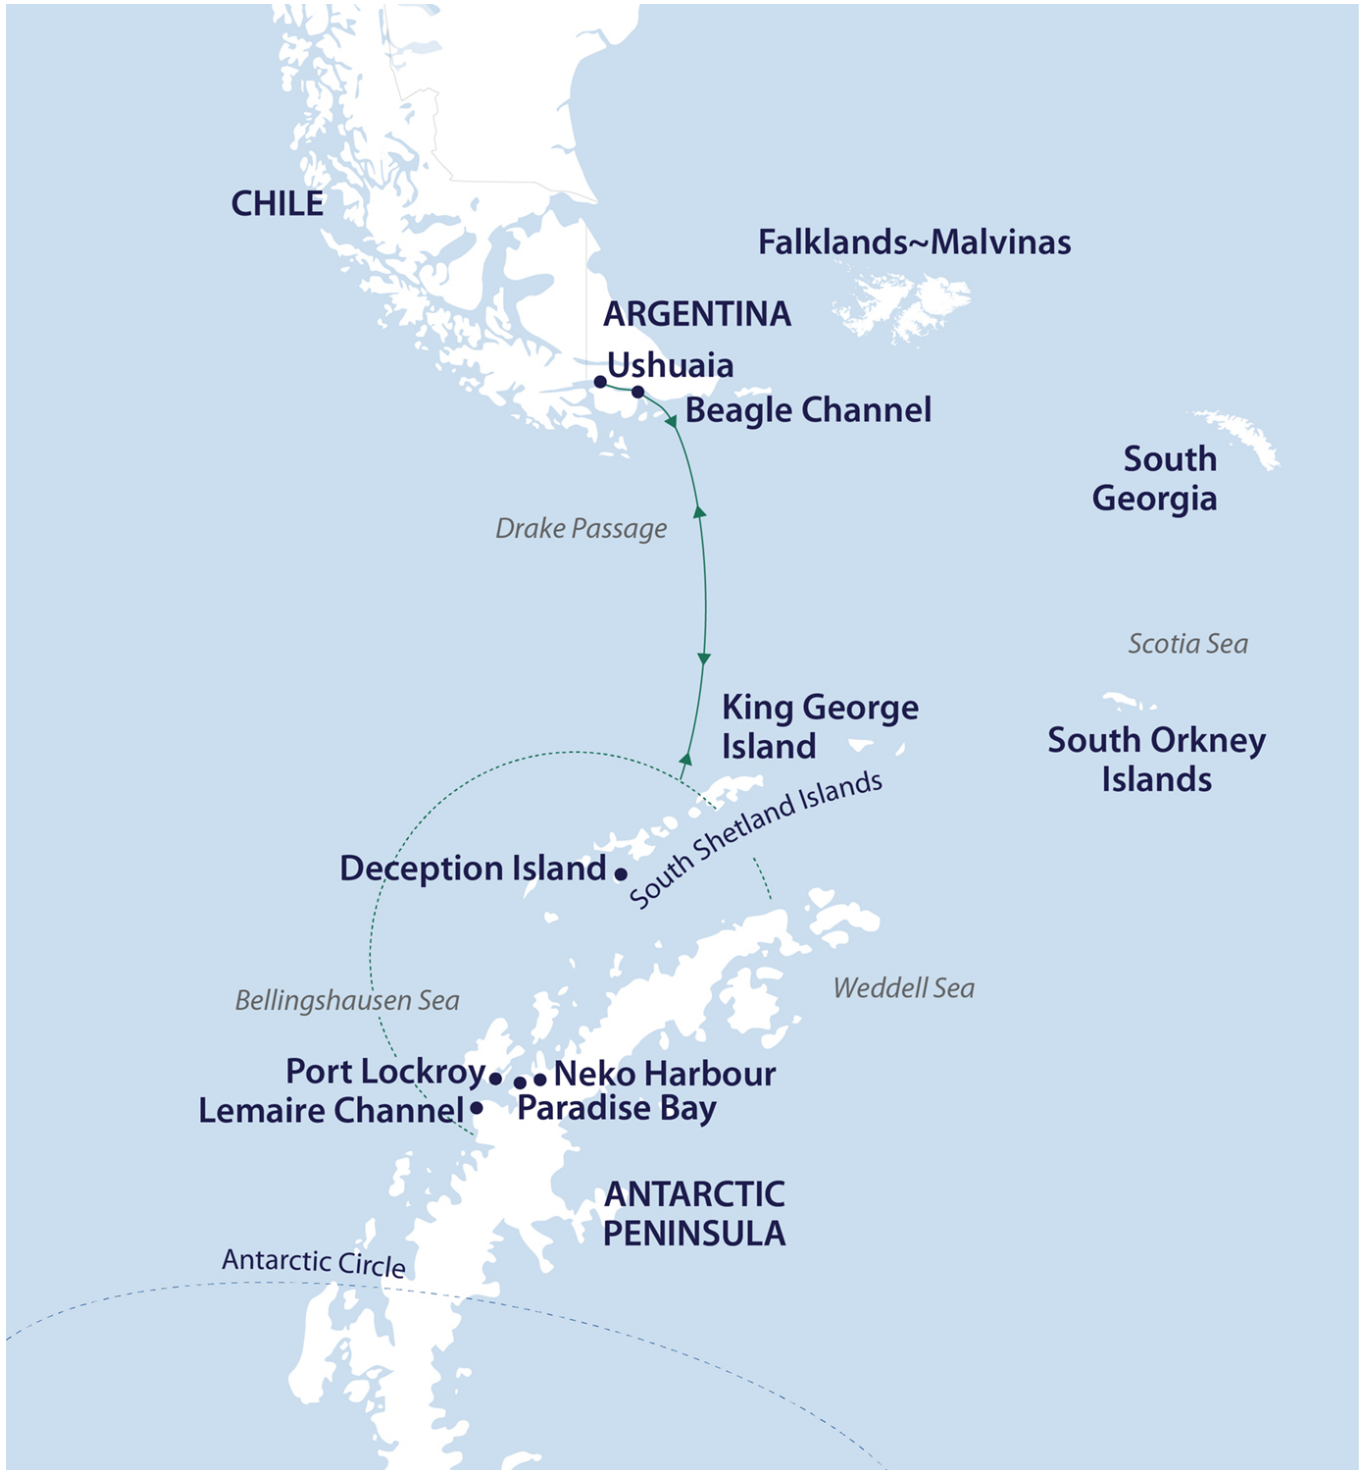 CHILE
Falklands~Malvinas
ARGENTINA
Ushuaia
Beagle Channel
South
Georgia
Drake Passage
Scotia Sea
King George
Island
South Orkney
Islands
South Shetland Islands
Deception Island
Weddell Sea
Bellingshausen Sea
Port Lockroy
Neko Harbour
Lemaire Channel
Paradise Bay
ANTARCTIC
PENINSULA
Antarctic Circle